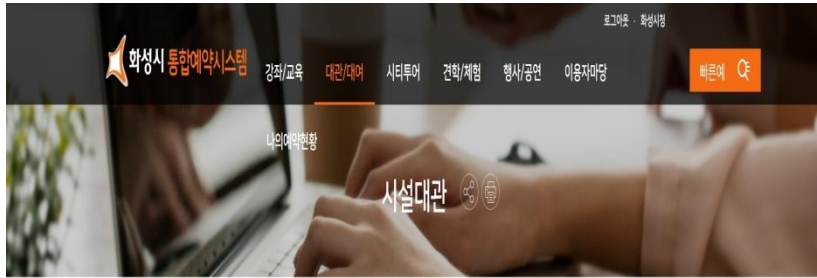 로그아웃 · 화성시청
화성시 통합예약시스템 강좌/교육 대관/대여 시티투어 견학/체험 행사/공연 이용자마당 빠른예
나의예약현황
시설대관